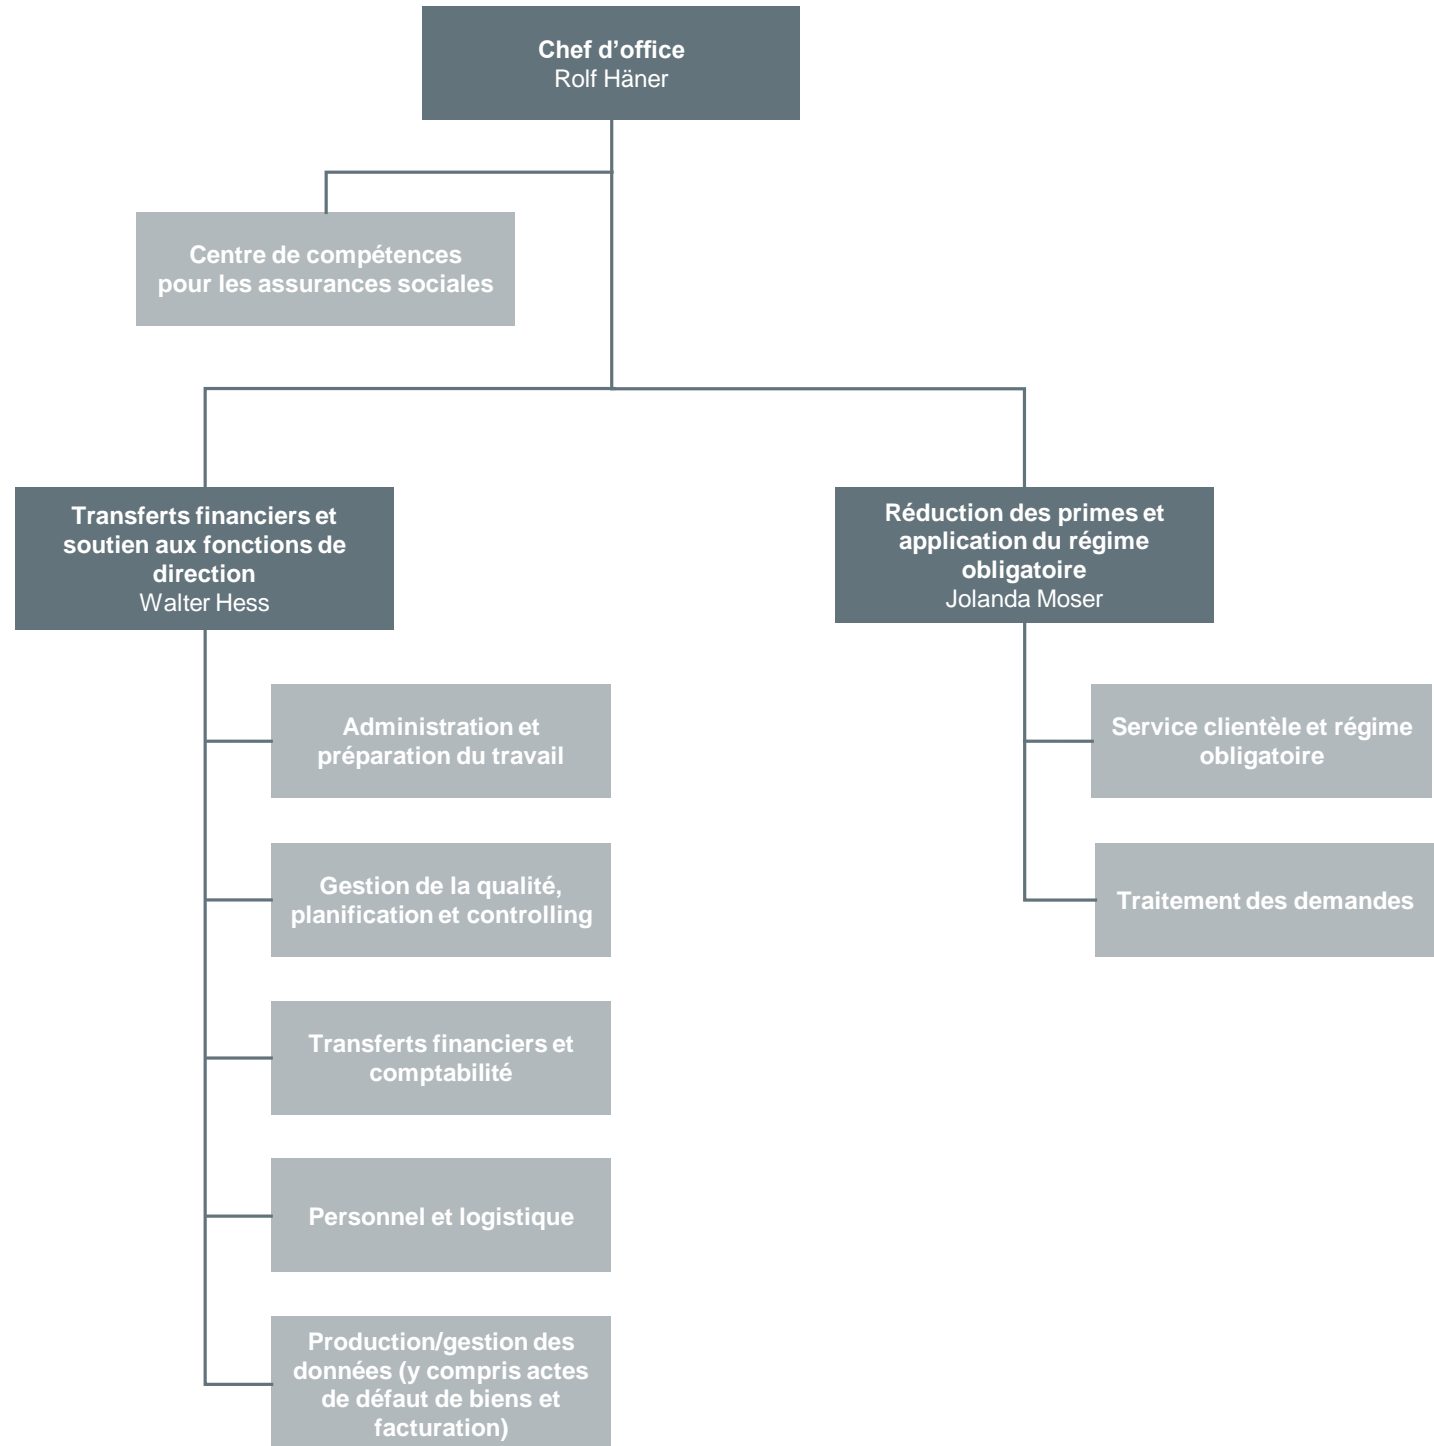 Chef d’office
Rolf Häner
Centre de compétences
pour les assurances sociales
Transferts financiers et
soutien aux fonctions de
direction
Walter Hess
Réduction des primes et
application du régime
obligatoire
Jolanda Moser
Administration et
préparation du travail
Service clientèle et régime
obligatoire
Gestion de la qualité,
planification et controlling
Traitement des demandes
Transferts financiers et
comptabilité
Personnel et logistique
Production/gestion des
données (y compris actes
de défaut de biens et
facturation)